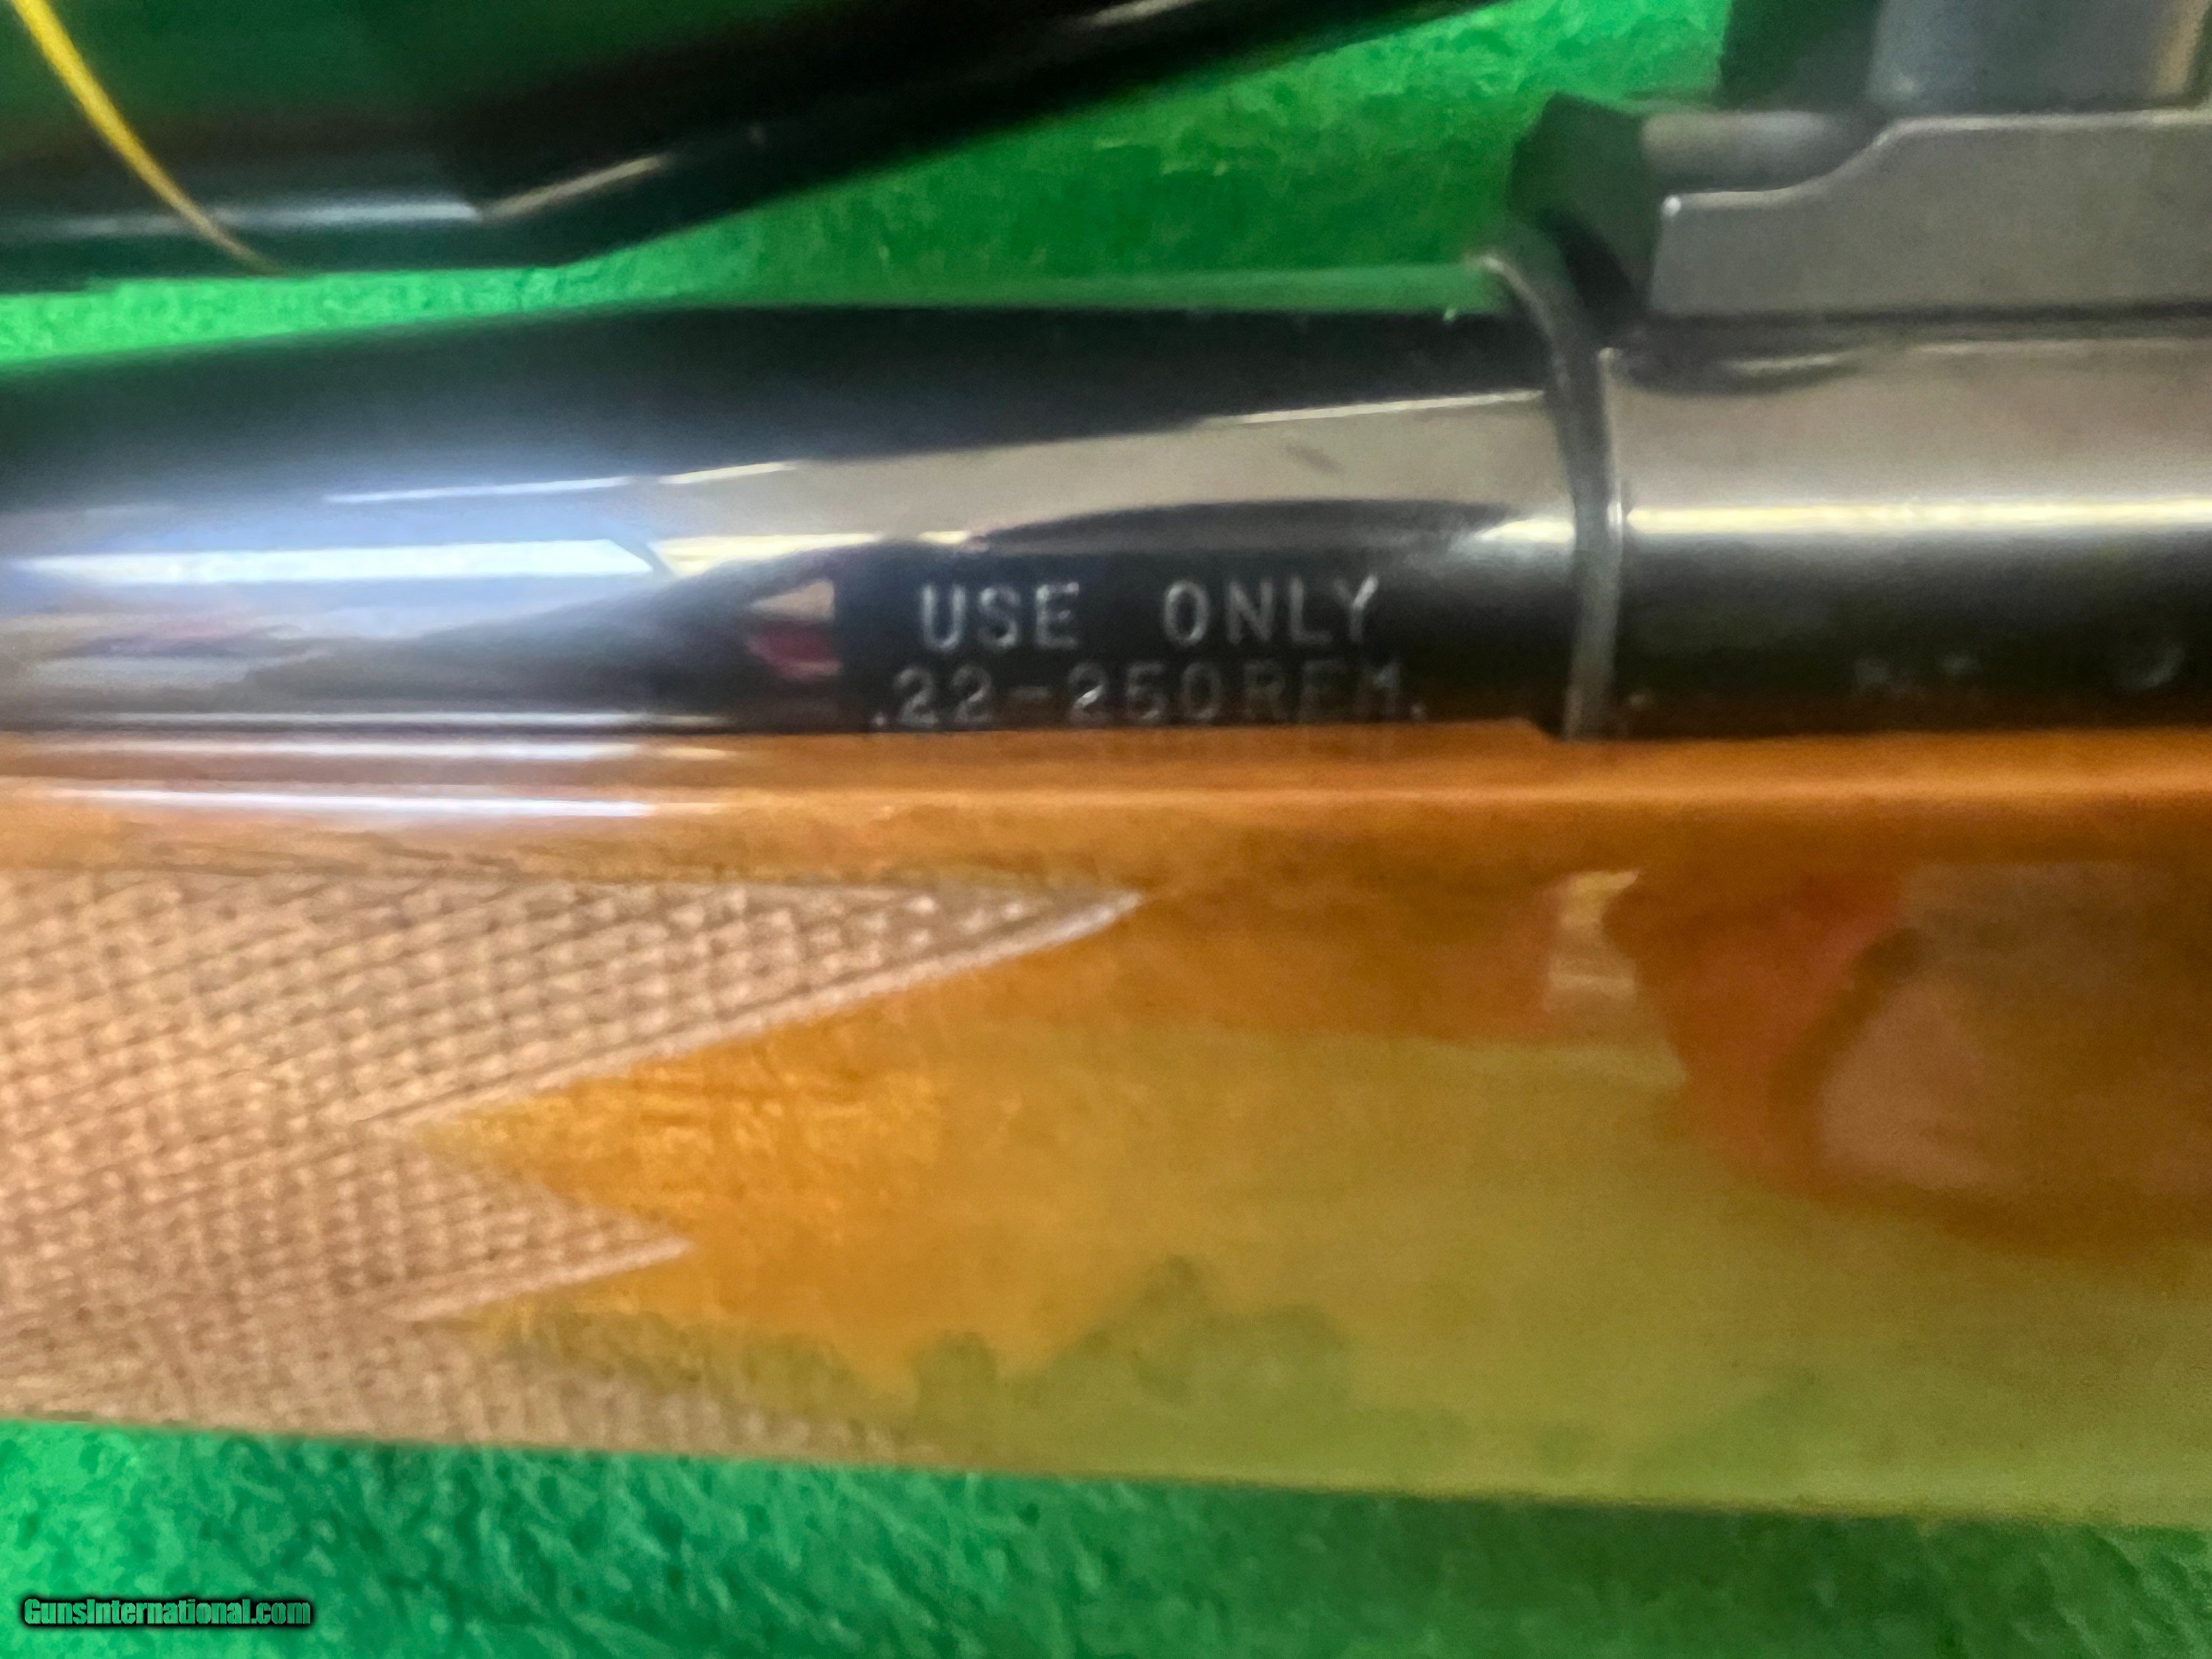 USE ONLY
.22-250REM.
GunsInternational.com